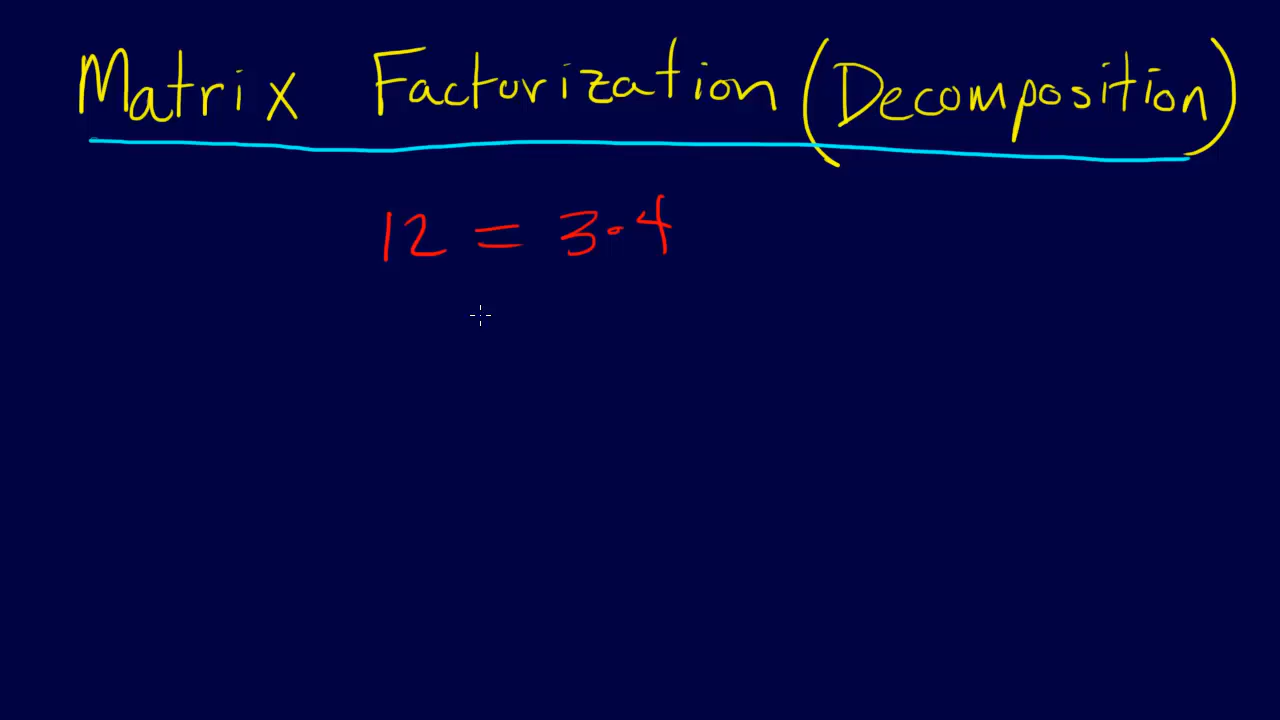 Matrix Factorization (Decomposition)
12 = 3·4